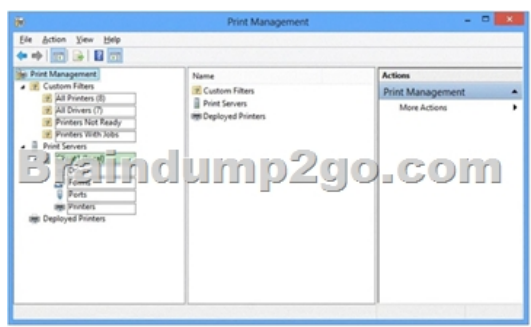 Print Management
File Action View Help
Print Management
Custom Filters
All Printers (8)
All Drivers (7)
Printers Not Ready
Printers With Jobs
Print Servers
Forms
Ports
Printers
Deployed Printers
Name
Custom Filters
Print Servers
Deployed Printers
Actions
Print Management
More Actions
Braindump2go.com